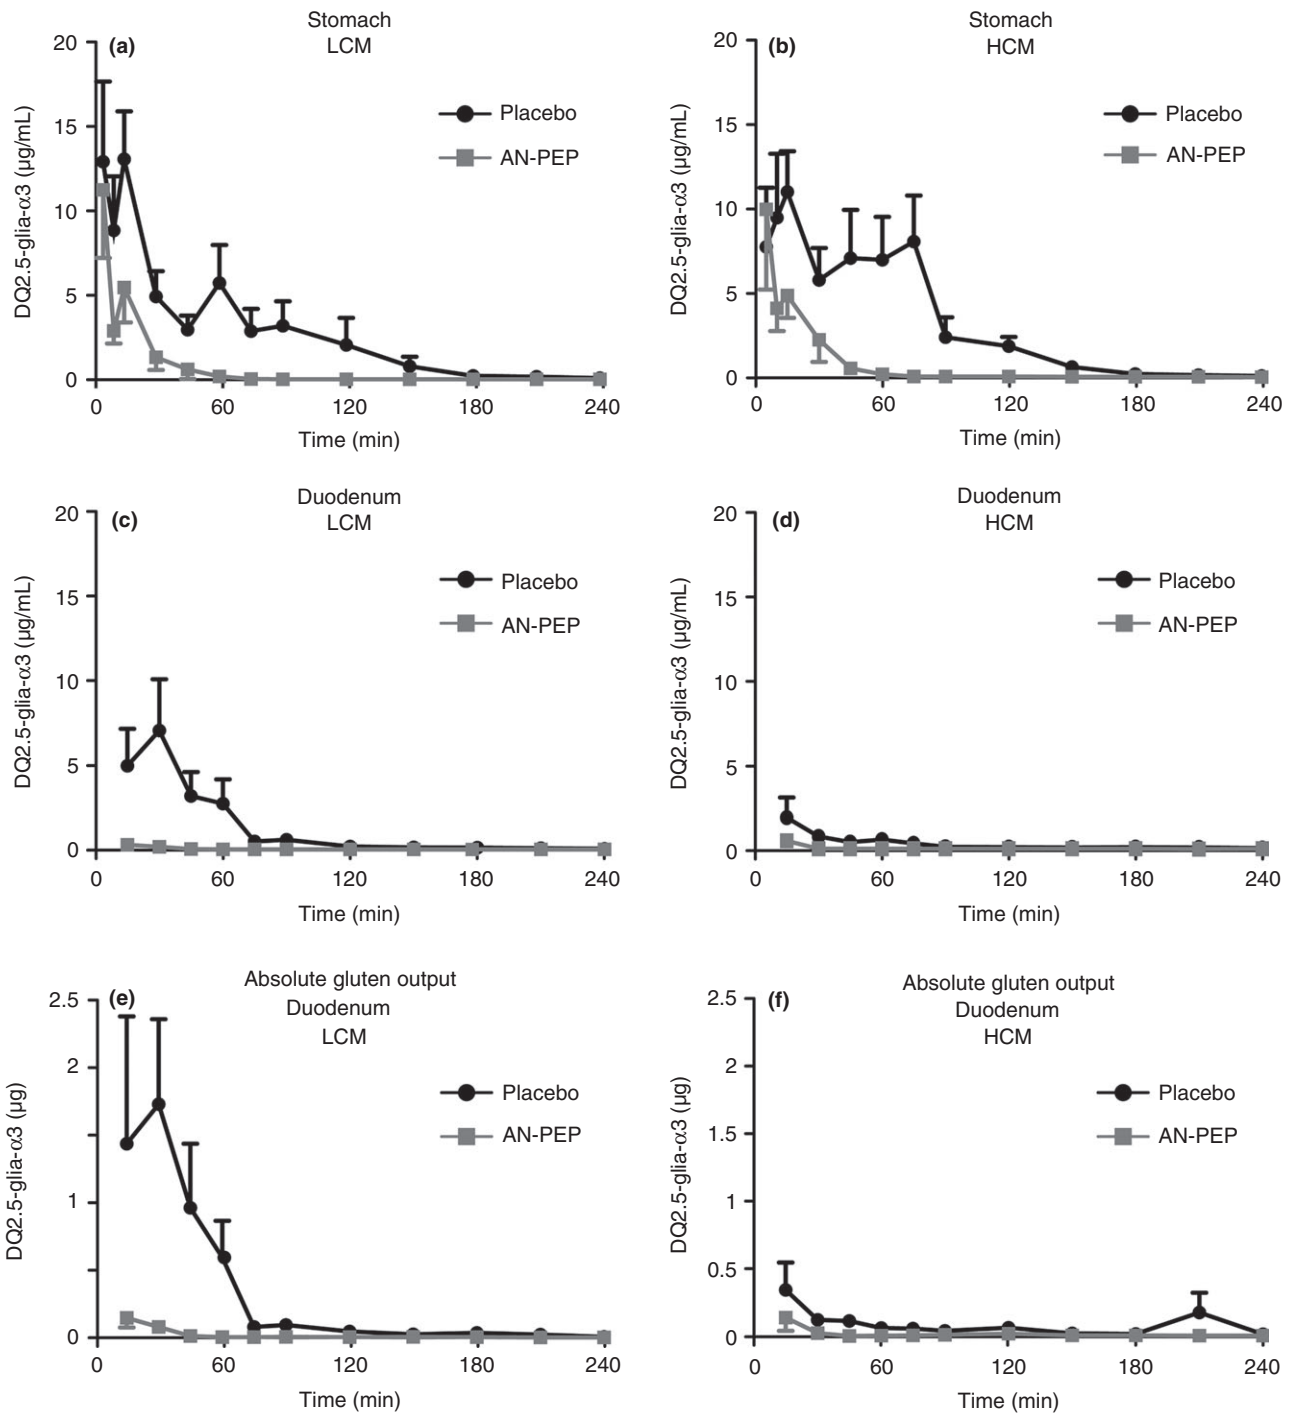 Stomach
LCM
(a)
20
15
10
5
0
DQ2.5-glia-α3 (µg/mL)
Placebo
AN-PEP
0 60 120 180 240
Time (min)
Stomach
HCM
(b)
20
15
10
5
0
DQ2.5-glia-α3 (µg/mL)
Placebo
AN-PEP
0 60 120 180 240
Time (min)
Duodenum
LCM
(c)
20
15
10
5
0
DQ2.5-glia-α3 (µg/mL)
Placebo
AN-PEP
0 60 120 180 240
Time (min)
Duodenum
HCM
(d)
20
15
10
5
0
DQ2.5-glia-α3 (µg/mL)
Placebo
AN-PEP
0 60 120 180 240
Time (min)
Absolute gluten output
Duodenum
LCM
(e)
2.5
2
1
0
DQ2.5-glia-α3 (µg)
Placebo
AN-PEP
0 60 120 180 240
Time (min)
Absolute gluten output
Duodenum
HCM
(f)
2.5
2
1.5
1
0.5
0
DQ2.5-glia-α3 (µg)
Placebo
AN-PEP
0 60 120 180 240
Time (min)